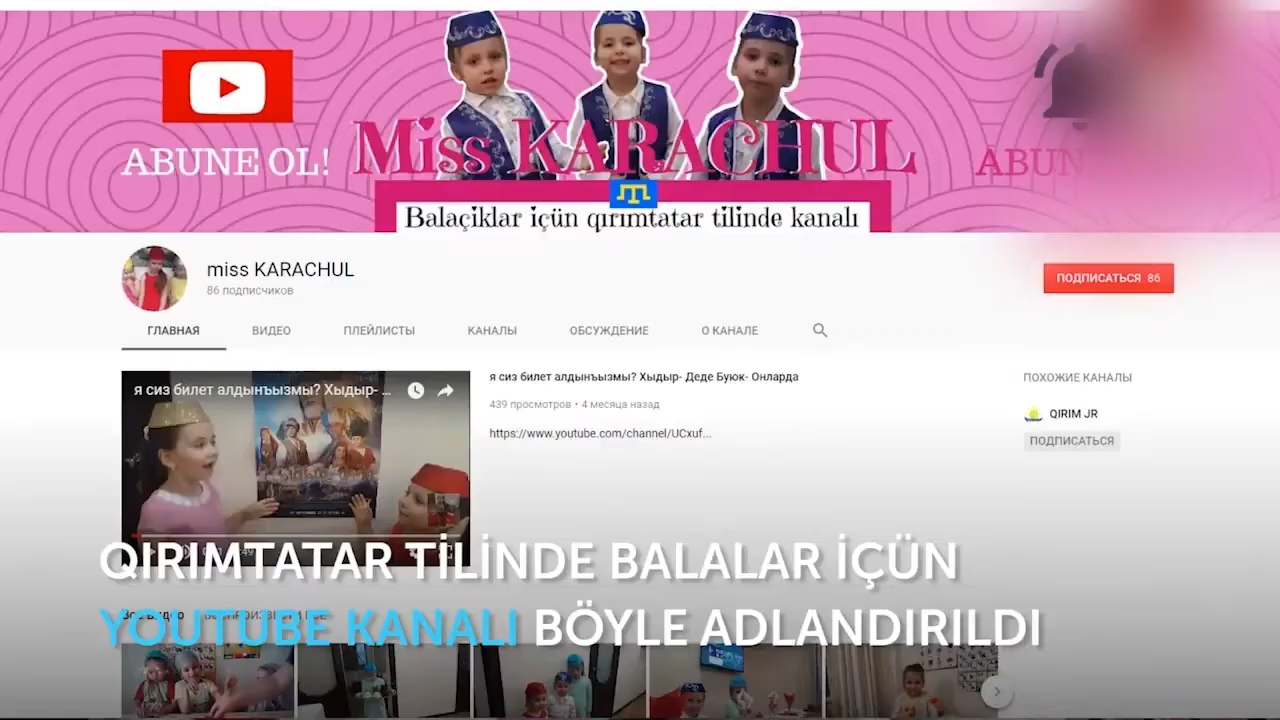 ABUNE OL!
Miss KARACHUL
ABUN
Balaçiklar içün qırımtatar tilinde kanalı
miss KARACHUL
86 подписчиков
ПОДПИСАТЬСЯ 86
ГЛАВНАЯ ВИДЕО ПЛЕЙЛИСТЫ КАНАЛЫ ОБСУЖДЕНИЕ О КАНАЛЕ
я сиз билет алдынъызмы? Хыдыр- ...
я сиз билет алдынъызмы? Хыдыр- Деде Буюк- Онларда
439 просмотров • 4 месяца назад
https://www.youtube.com/channel/UCxuf...
ПОХОЖИЕ КАНАЛЫ
QIRIM JR
ПОДПИСАТЬСЯ
QIRIMTATAR TİLİNDE BALALAR İÇÜN
YOUTUBE KANALI BÖYLE ADLANDIRILDI